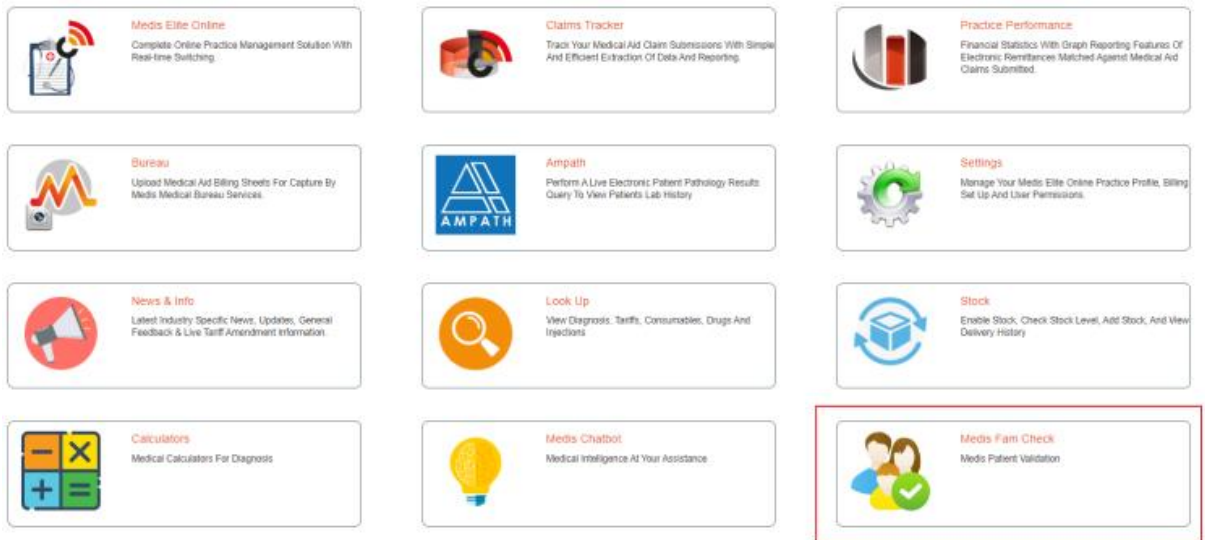 Medis Elite Online
Complete Online Practice Management Solution With
Real-time Switching.
Claims Tracker
Track Your Medical Aid Claim Submissions With Simple
And Efficient Extraction Of Data And Reporting.
Practice Performance
Financial Statistics With Graph Reporting Features Of
Electronic Remittances Matched Against Medical Aid
Claims Submitted.
Bureau
Upload Medical Aid Billing Sheets For Capture By
Medis Medical Bureau Services.
AMPATH
Ampath
Perform A Live Electronic Patient Pathology Results
Query To View Patients Lab History
Settings
Manage Your Medis Elite Online Practice Profile, Billing
Set Up And User Permissions.
News & Info
Latest Industry Specific News, Updates, General
Feedback & Live Tariff Amendment Information.
Look Up
View Diagnosis, Tariffs, Consumables, Drugs And
Injections
Stock
Enable Stock, Check Stock Level, Add Stock, And View
Delivery History
Calculators
Medical Calculators For Diagnosis
Medis Chatbot
Medical Intelligence At Your Assistance
Medis Fam Check
Medis Patient Validation